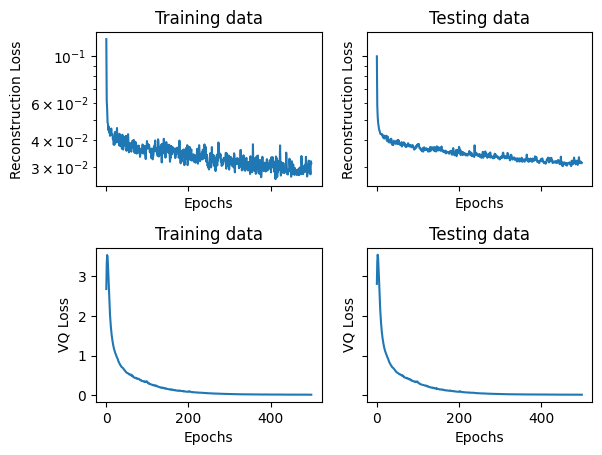 Training data
Testing data
Reconstruction Loss
10⁻¹
6 × 10⁻²
4 × 10⁻²
3 × 10⁻²
Epochs
Reconstruction Loss
Epochs
Training data
Testing data
VQ Loss
3
2
1
0
0
200
400
Epochs
VQ Loss
0
200
400
Epochs